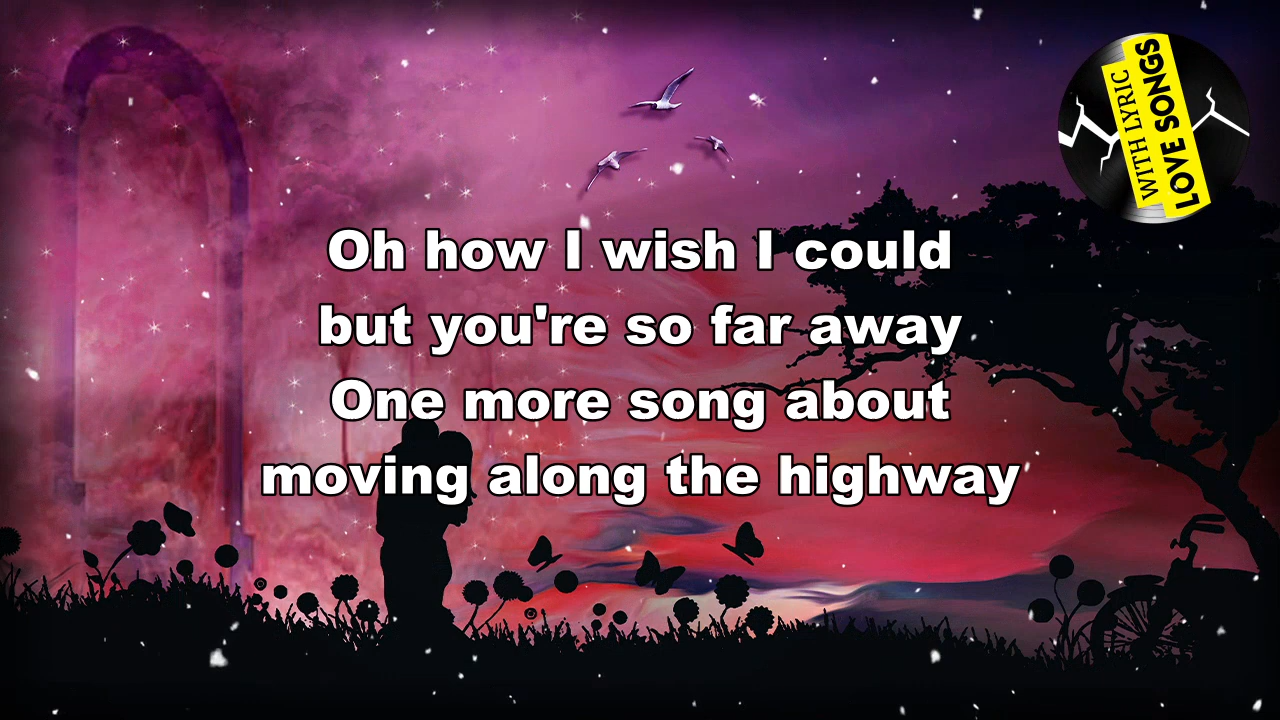 WITH LYRIC
LOVE SONGS
Oh how I wish I could
but you're so far away
One more song about
moving along the highway